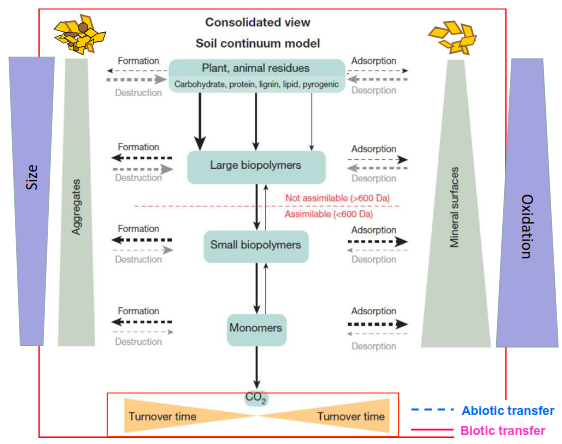 Consolidated view
Soil continuum model
Formation
Destruction
Plant, animal residues
Carbohydrate, protein, lignin, lipid, pyrogenic
Adsorption
Desorption
Size
Aggregates
Formation
Destruction
Large biopolymers
Adsorption
Desorption
Mineral surfaces
Oxidation
Not assimilable (>600 Da)
Assimilable (<600 Da)
Formation
Destruction
Small biopolymers
Adsorption
Desorption
Formation
Destruction
Monomers
Adsorption
Desorption
CO2
Turnover time
Turnover time
Abiotic transfer
Biotic transfer